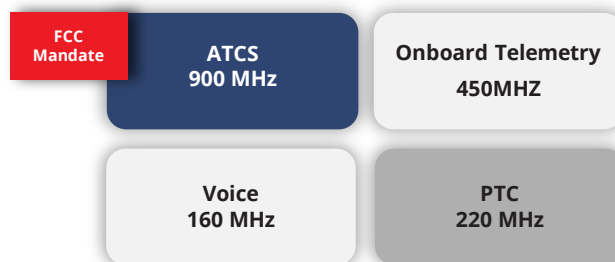 FCC
Mandate
ATCS
900 MHz
Onboard Telemetry
450MHZ
Voice
160 MHz
PTC
220 MHz